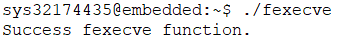 sys32174435@embedded:~$ ./fexecve
Success fexecve function.